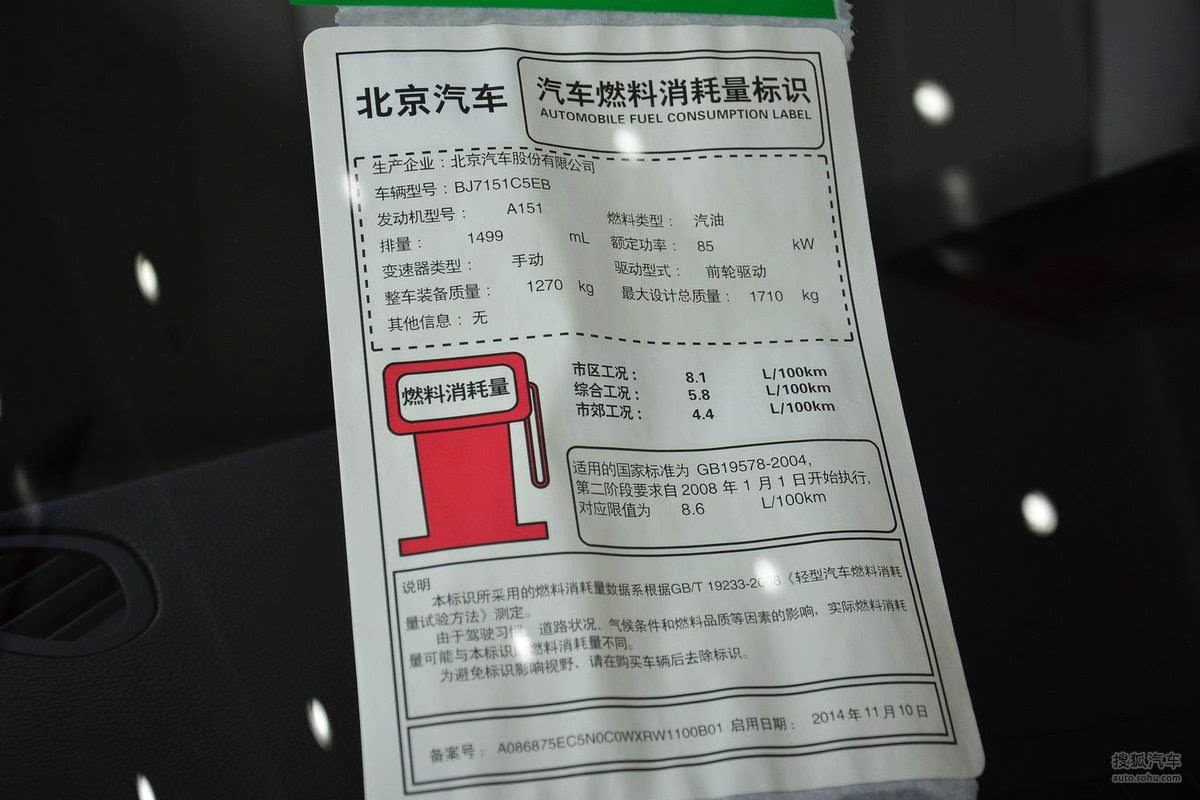 北京汽车
汽车燃料消耗量标识
AUTOMOBILE FUEL CONSUMPTION LABEL
生产企业：北京汽车股份有限公司
车辆型号：BJ7151C5EB
发动机型号： A151 燃料类型： 汽油
排量： 1499 mL 额定功率： 85 kW
变速器类型： 手动 驱动型式： 前轮驱动
整车装备质量： 1270 kg 最大设计总质量： 1710 kg
其他信息：无
燃料消耗量
市区工况： 8.1 L/100km
综合工况： 5.8 L/100km
市郊工况： 4.4 L/100km
适用的国家标准为 GB19578-2004,
第二阶段要求自2008 年 1 月 1 日开始执行,
对应限值为 8.6 L/100km
说明
本标识所采用的燃料消耗量数据系根据GB/T 19233-2008《轻型汽车燃料消耗
量试验方法》测定。
由于驾驶习 、道路状况、气候条件和燃料品质等因素的影响，实际燃料消耗
量可能与本标识 燃料消耗量不同。
为避免标识影响视野，请在购买车辆后去除标识。
备案号： A086875EC5N0C0WXRW1100B01 启用日期： 2014年11月10日
搜狐汽车
auto.sohu.com